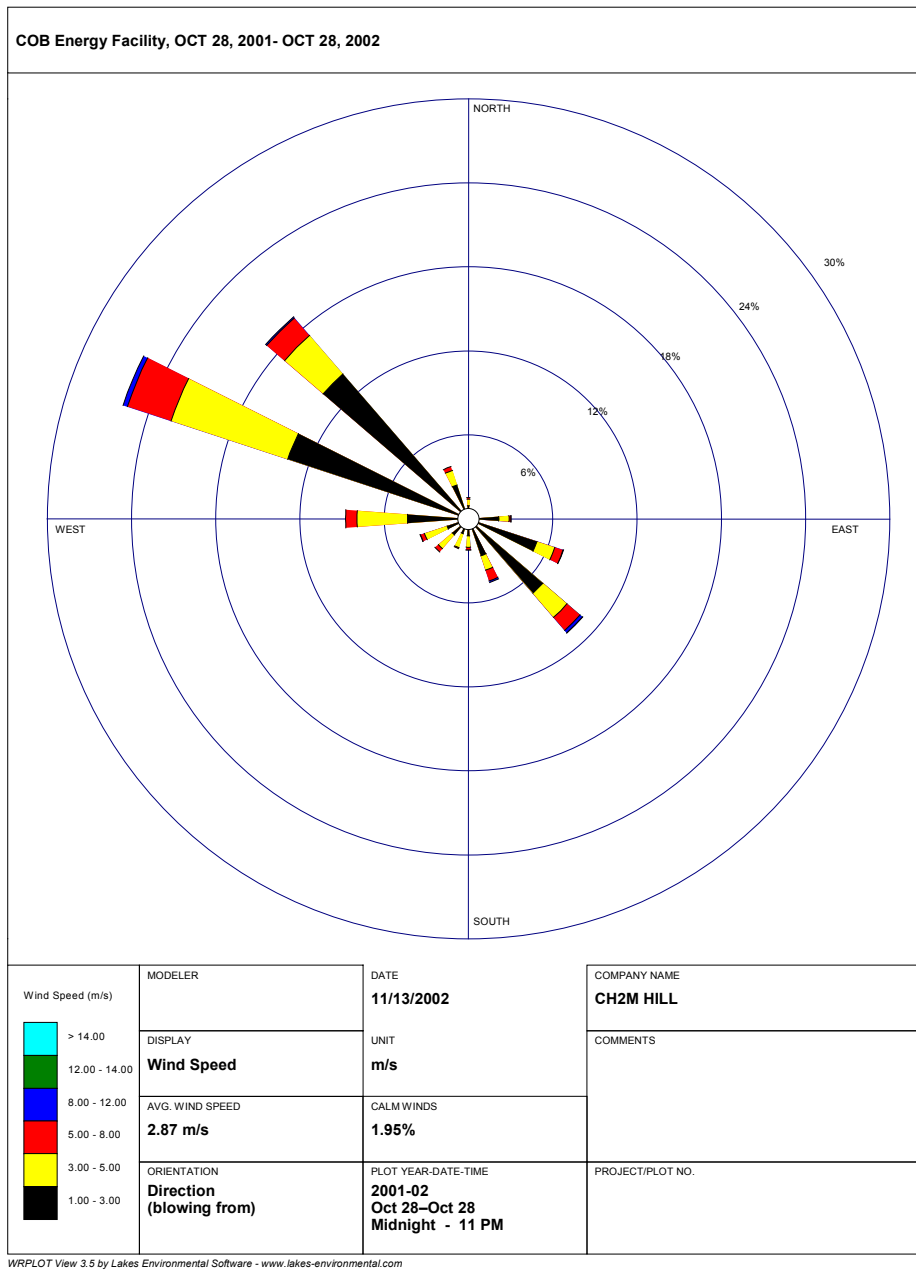 COB Energy Facility, OCT 28, 2001- OCT 28, 2002
NORTH
30%
24%
18%
12%
6%
WEST
EAST
SOUTH
Wind Speed (m/s)
> 14.00
12.00 - 14.00
8.00 - 12.00
5.00 - 8.00
3.00 - 5.00
1.00 - 3.00
MODELER
DATE
11/13/2002
COMPANY NAME
CH2M HILL
DISPLAY
Wind Speed
UNIT
m/s
COMMENTS
AVG. WIND SPEED
2.87 m/s
CALM WINDS
1.95%
ORIENTATION
Direction
(blowing from)
PLOT YEAR-DATE-TIME
2001-02
Oct 28–Oct 28
Midnight - 11 PM
PROJECT/PLOT NO.
WRPLOT View 3.5 by Lakes Environmental Software - www.lakes-environmental.com